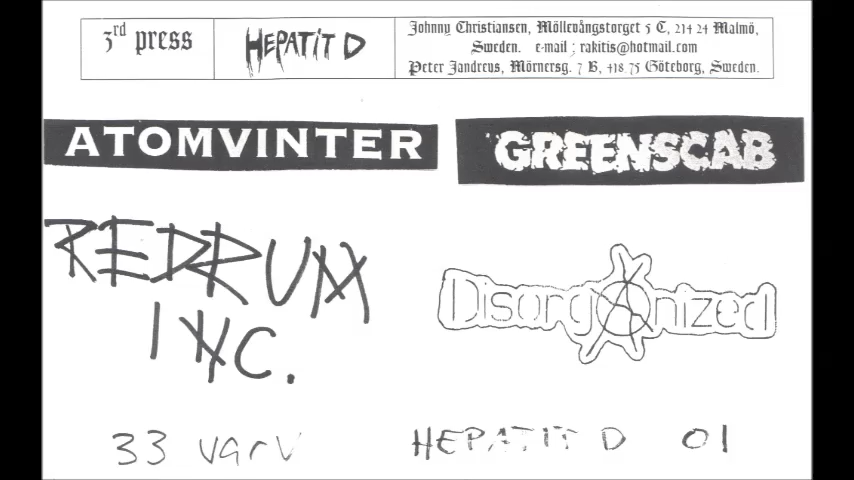 3rd press
HEPATIT D
Johnny Christiansen, Möllevångstorget 5 C, 214 24 Malmö,
Sweden. e-mail ; rakitis@hotmail.com
Peter Jandreus, Mörnersg. 7 B, 418 75 Göteborg, Sweden.
ATOMVINTER
GREENSCAB
REDRUM
INC.
DisorgAnized
33 varv
HEPATIT D 01